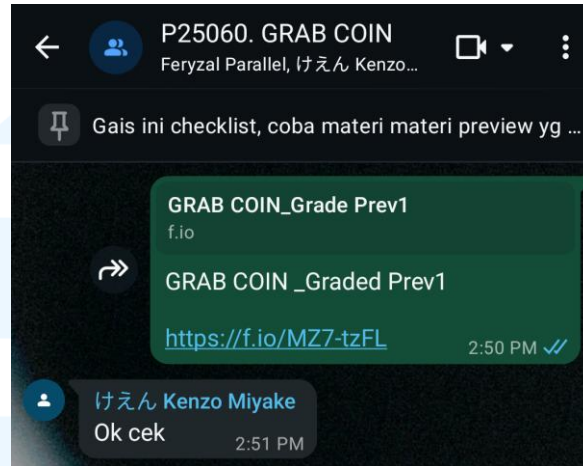 P25060. GRAB COIN
Feryzal Parallel, けえん Kenzo...
Gais ini checklist, coba materi materi preview yg ...
GRAB COIN_Grade Prev1
f.io
GRAB COIN _Graded Prev1
https://f.io/MZ7-tzFL
2:50 PM
けえん Kenzo Miyake
Ok cek
2:51 PM